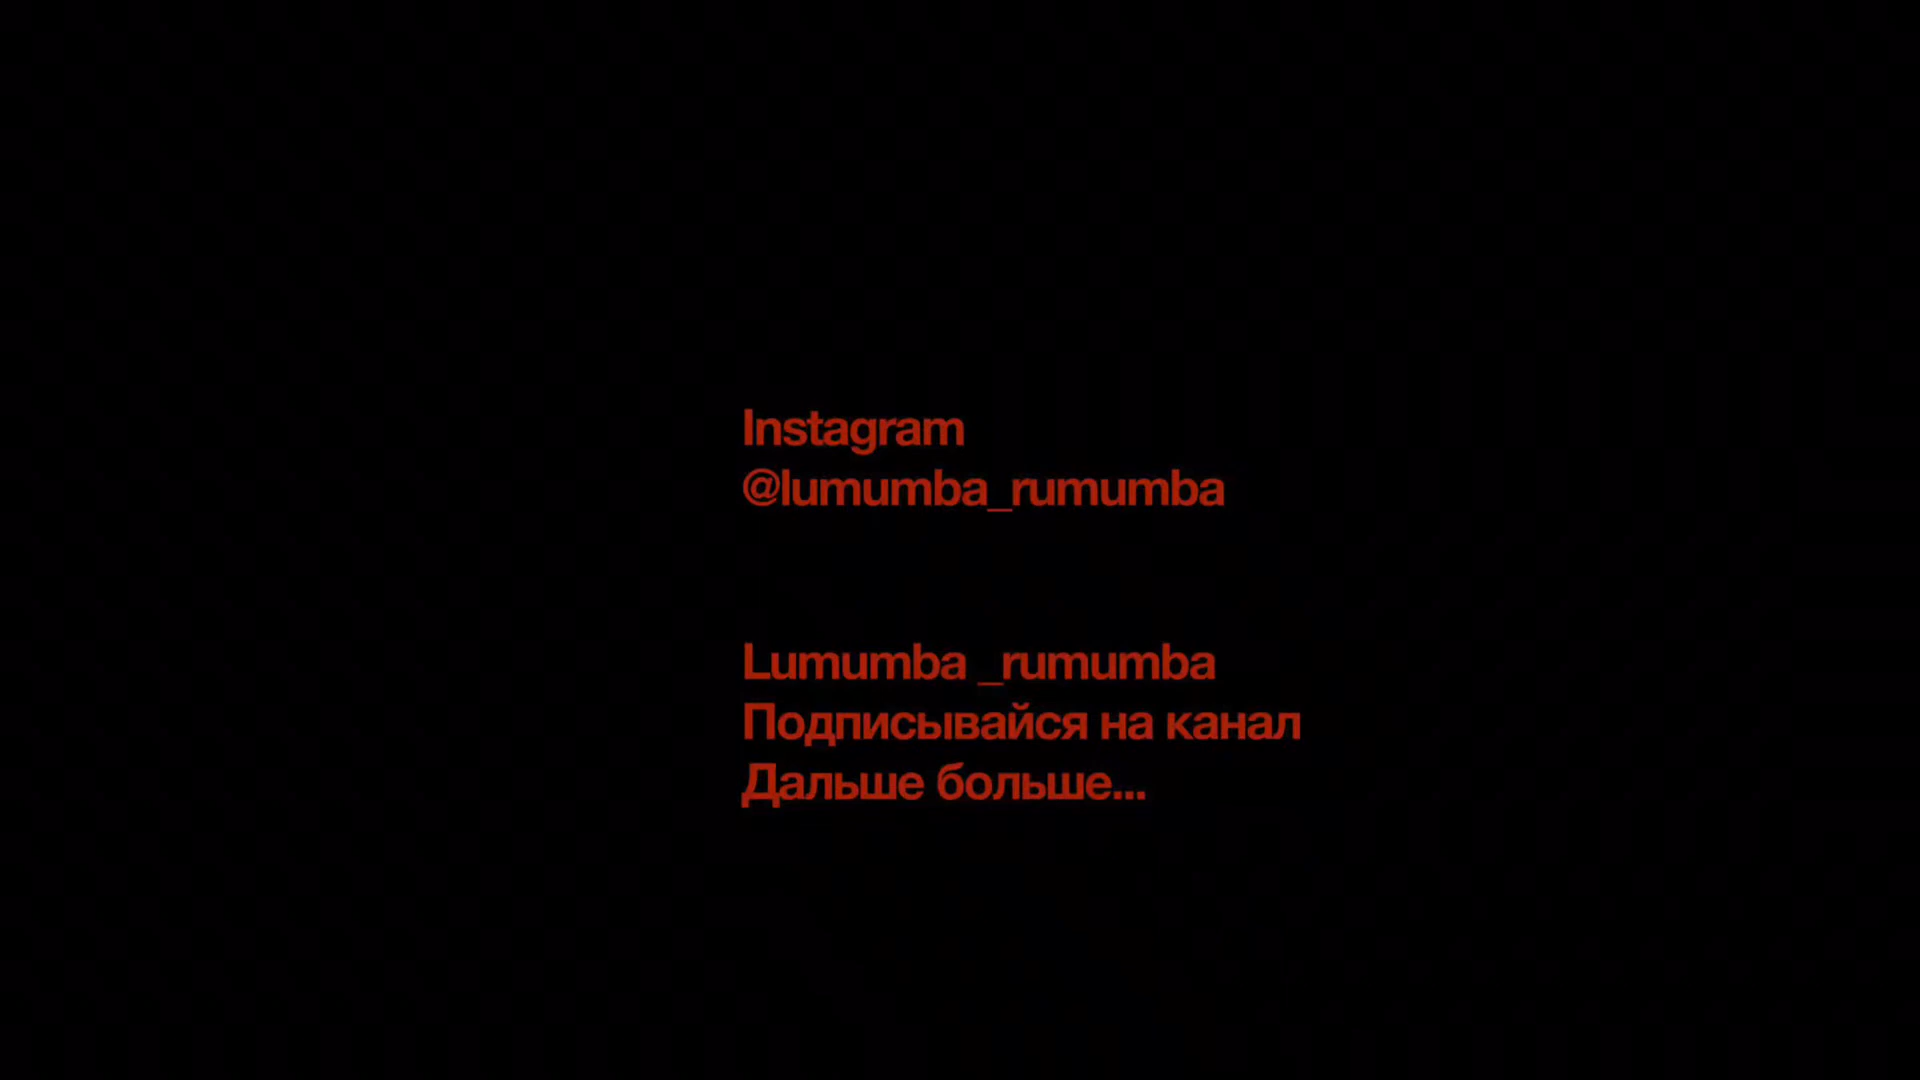 Instagram
@lumumba_rumumba
Lumumba _rumumba
Подписывайся на канал
Дальше больше...